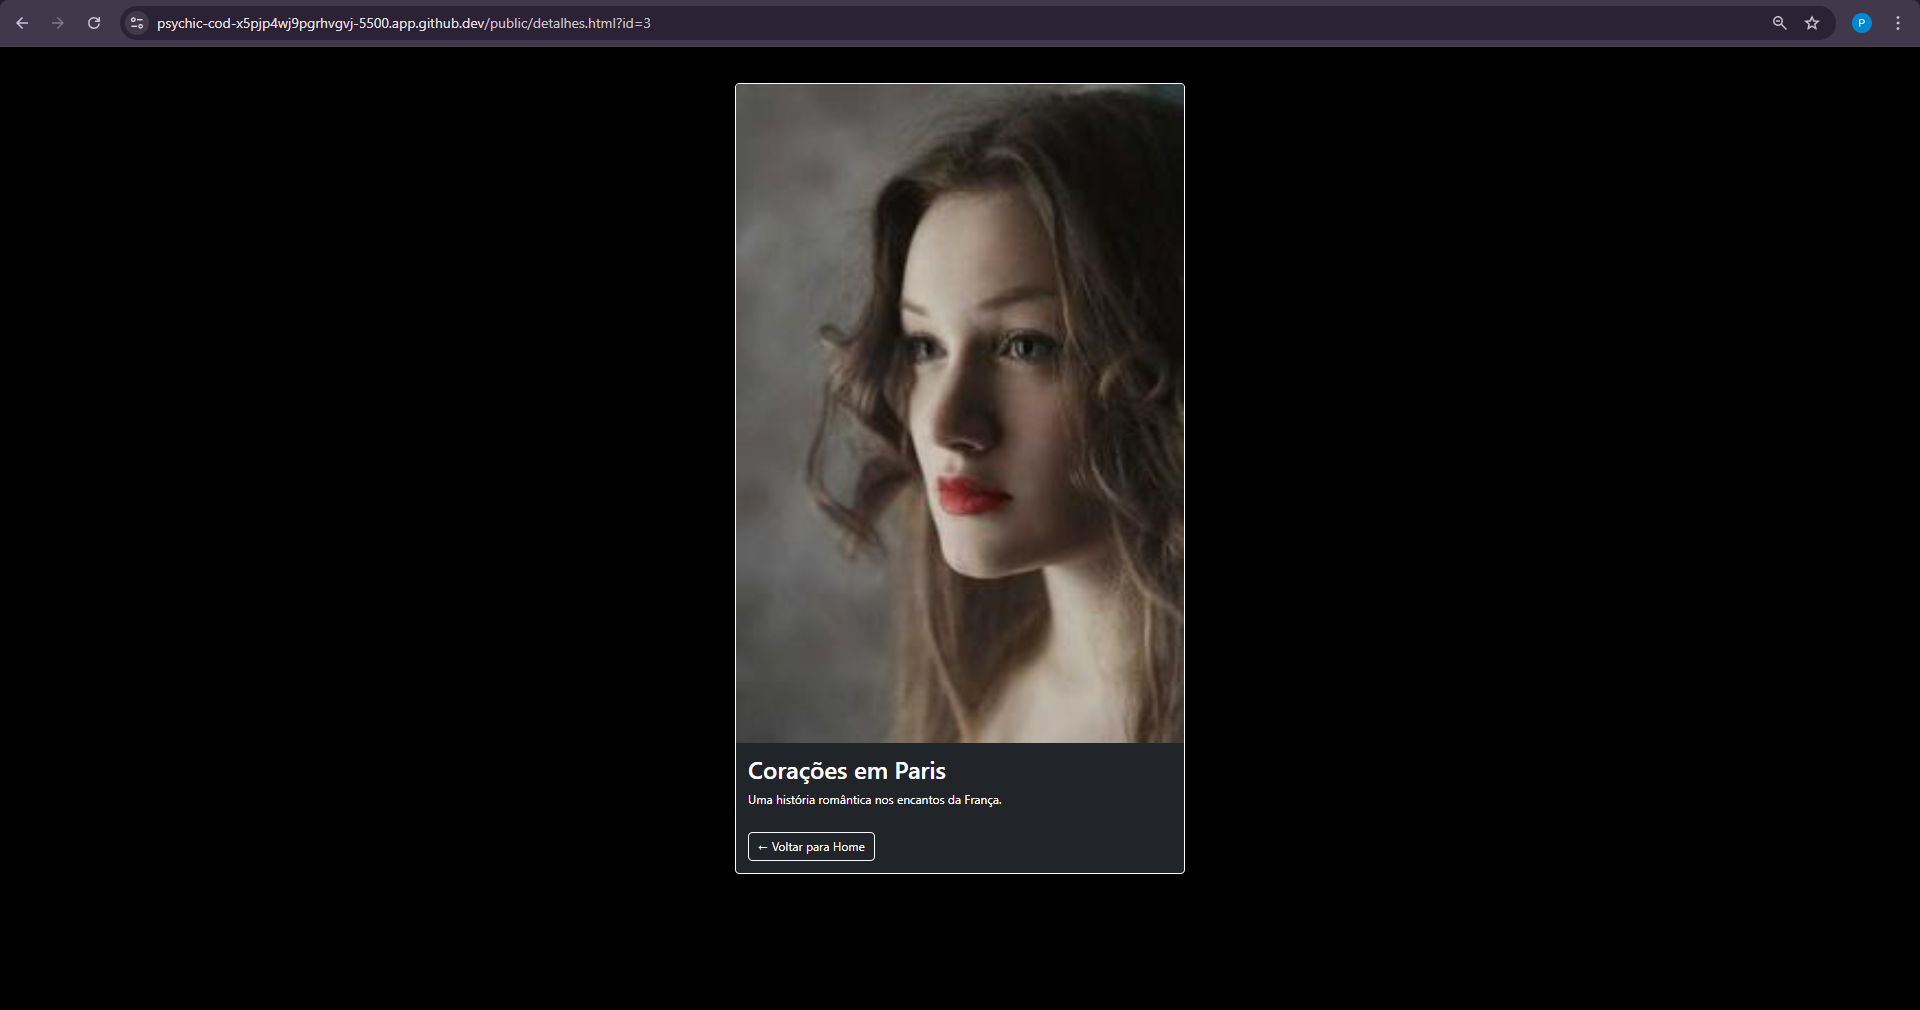 psychic-cod-x5pjp4wj9pgrhvgvj-5500.app.github.dev/public/detalhes.html?id=3
P
Corações em Paris
Uma história romântica nos encantos da França.
← Voltar para Home